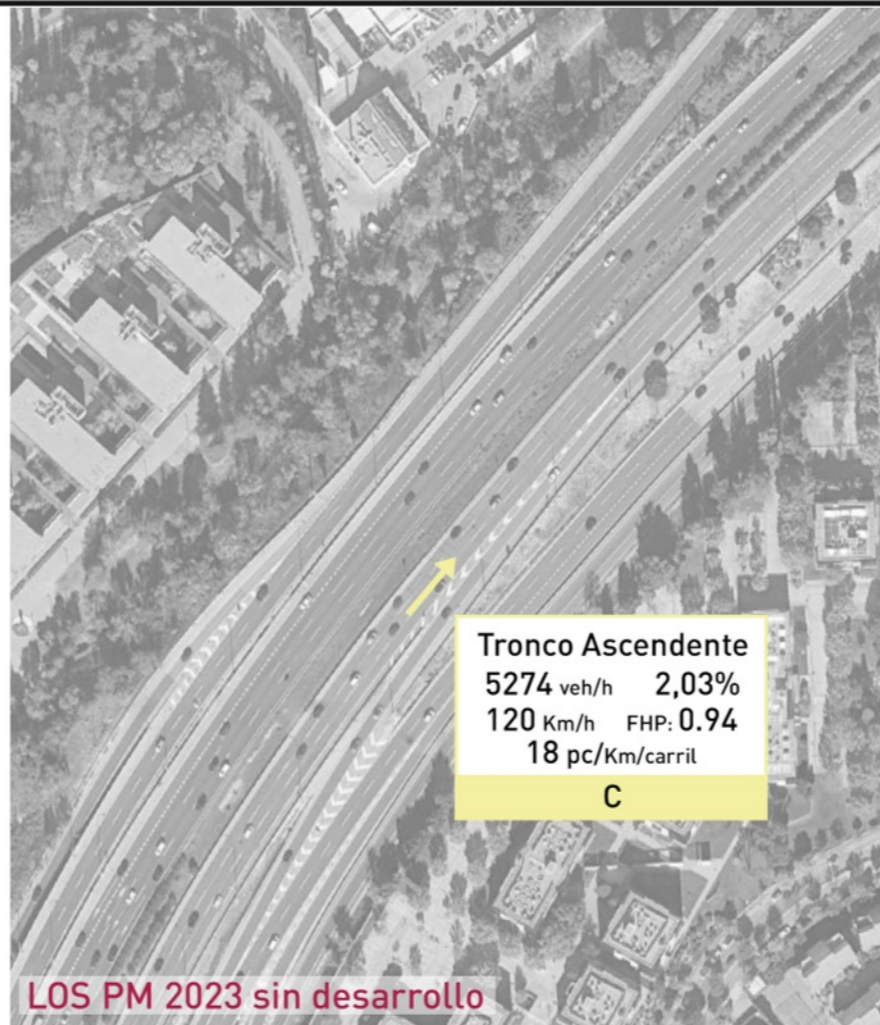 Tronco Ascendente
5274 veh/h 2,03%
120 Km/h FHP: 0.94
18 pc/Km/carril
C
LOS PM 2023 sin desarrollo